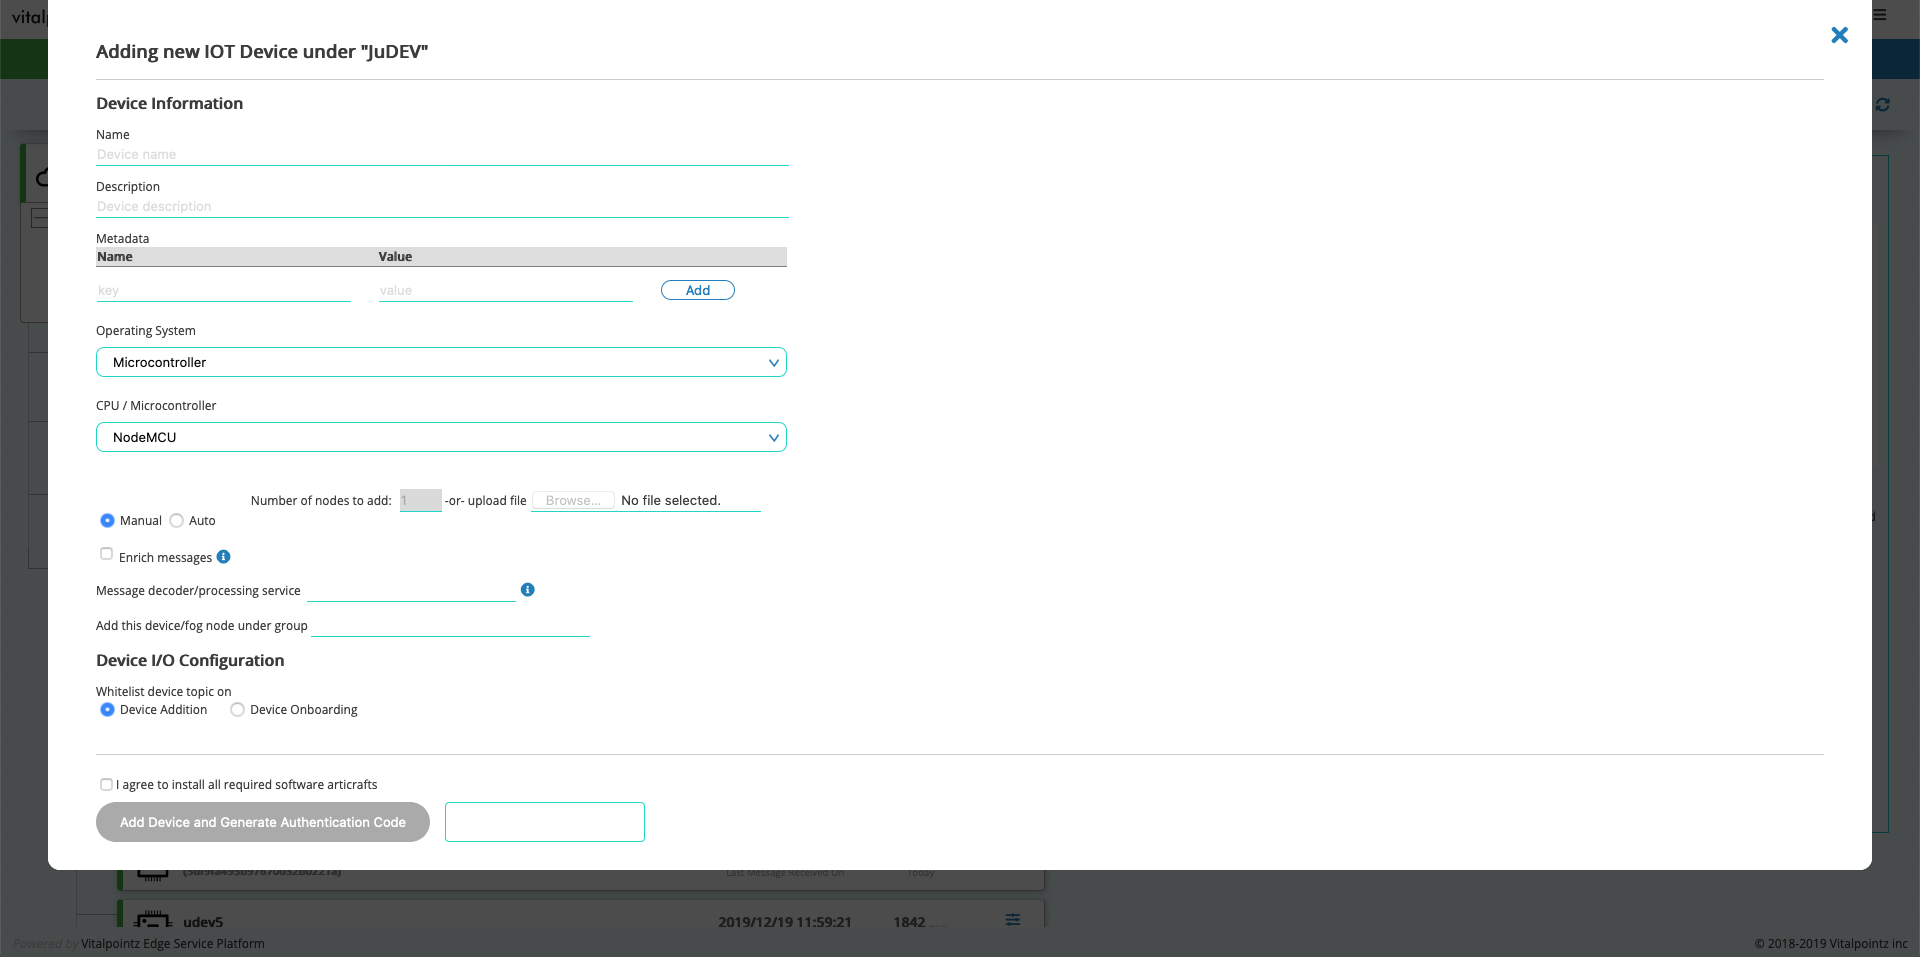 Adding new IOT Device under "JuDEV"
Device Information
Name
Device name
Description
Device description
Metadata
Name Value
key value Add
Operating System
Microcontroller
CPU / Microcontroller
NodeMCU
Number of nodes to add: 1 -or- upload file Browse... No file selected.
Manual Auto
Enrich messages
Message decoder/processing service
Add this device/fog node under group
Device I/O Configuration
Whitelist device topic on
Device Addition Device Onboarding
I agree to install all required software articrafts
Add Device and Generate Authentication Code
Last Message Received On Today
udev5 2019/12/19 11:59:21 1842
Powered by Vitalpointz Edge Service Platform © 2018-2019 Vitalpointz inc